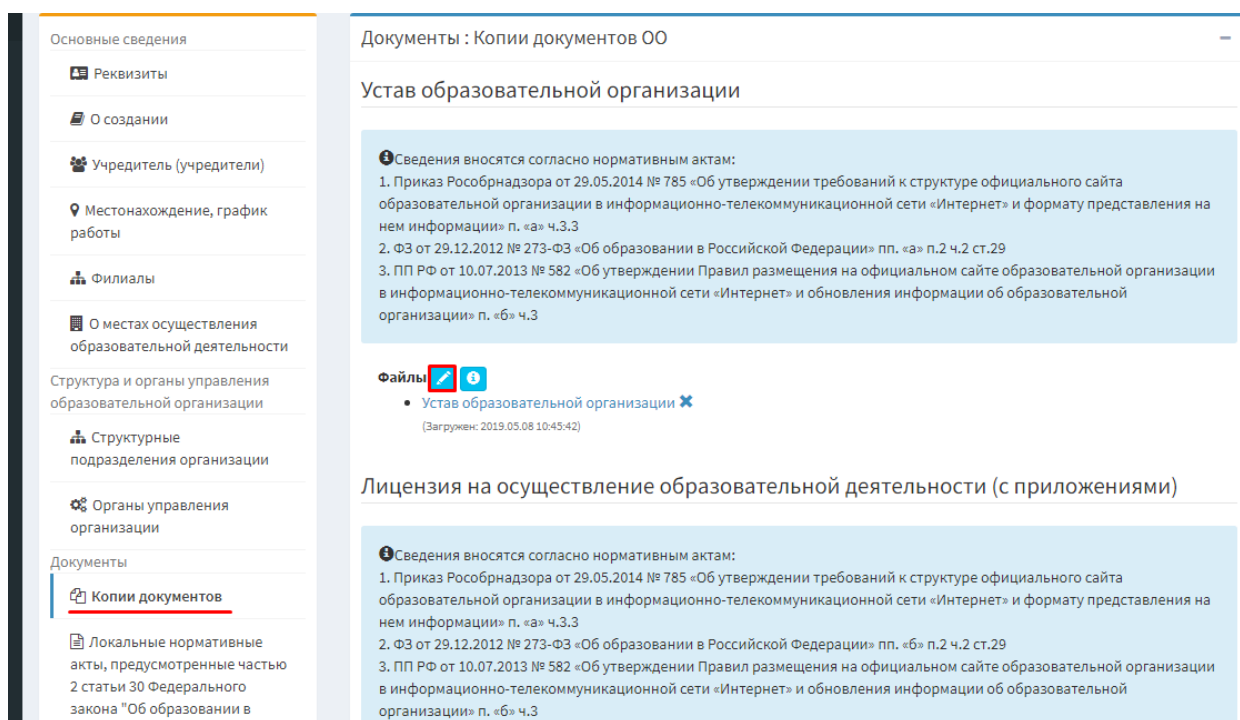 Основные сведения
Реквизиты
О создании
Учредитель (учредители)
Местонахождение, график
работы
Филиалы
О местах осуществления
образовательной деятельности
Структура и органы управления
образовательной организации
Структурные
подразделения организации
Органы управления
организации
Документы
Копии документов
Локальные нормативные
акты, предусмотренные частью
2 статьи 30 Федерального
закона "Об образовании в
Документы : Копии документов ОО
Устав образовательной организации
Сведения вносятся согласно нормативным актам:
1. Приказ Рособрнадзора от 29.05.2014 № 785 «Об утверждении требований к структуре официального сайта
образовательной организации в информационно-телекоммуникационной сети «Интернет» и формату представления на
нем информации» п. «а» ч.3.3
2. ФЗ от 29.12.2012 № 273-ФЗ «Об образовании в Российской Федерации» пп. «а» п.2 ч.2 ст.29
3. ПП РФ от 10.07.2013 № 582 «Об утверждении Правил размещения на официальном сайте образовательной организации
в информационно-телекоммуникационной сети «Интернет» и обновления информации об образовательной
организации» п. «б» ч.3
Файлы
Устав образовательной организации
(Загружен: 2019.05.08 10:45:42)
Лицензия на осуществление образовательной деятельности (с приложениями)
Сведения вносятся согласно нормативным актам:
1. Приказ Рособрнадзора от 29.05.2014 № 785 «Об утверждении требований к структуре официального сайта
образовательной организации в информационно-телекоммуникационной сети «Интернет» и формату представления на
нем информации» п. «а» ч.3.3
2. ФЗ от 29.12.2012 № 273-ФЗ «Об образовании в Российской Федерации» пп. «б» п.2 ч.2 ст.29
3. ПП РФ от 10.07.2013 № 582 «Об утверждении Правил размещения на официальном сайте образовательной организации
в информационно-телекоммуникационной сети «Интернет» и обновления информации об образовательной
организации» п. «б» ч.3